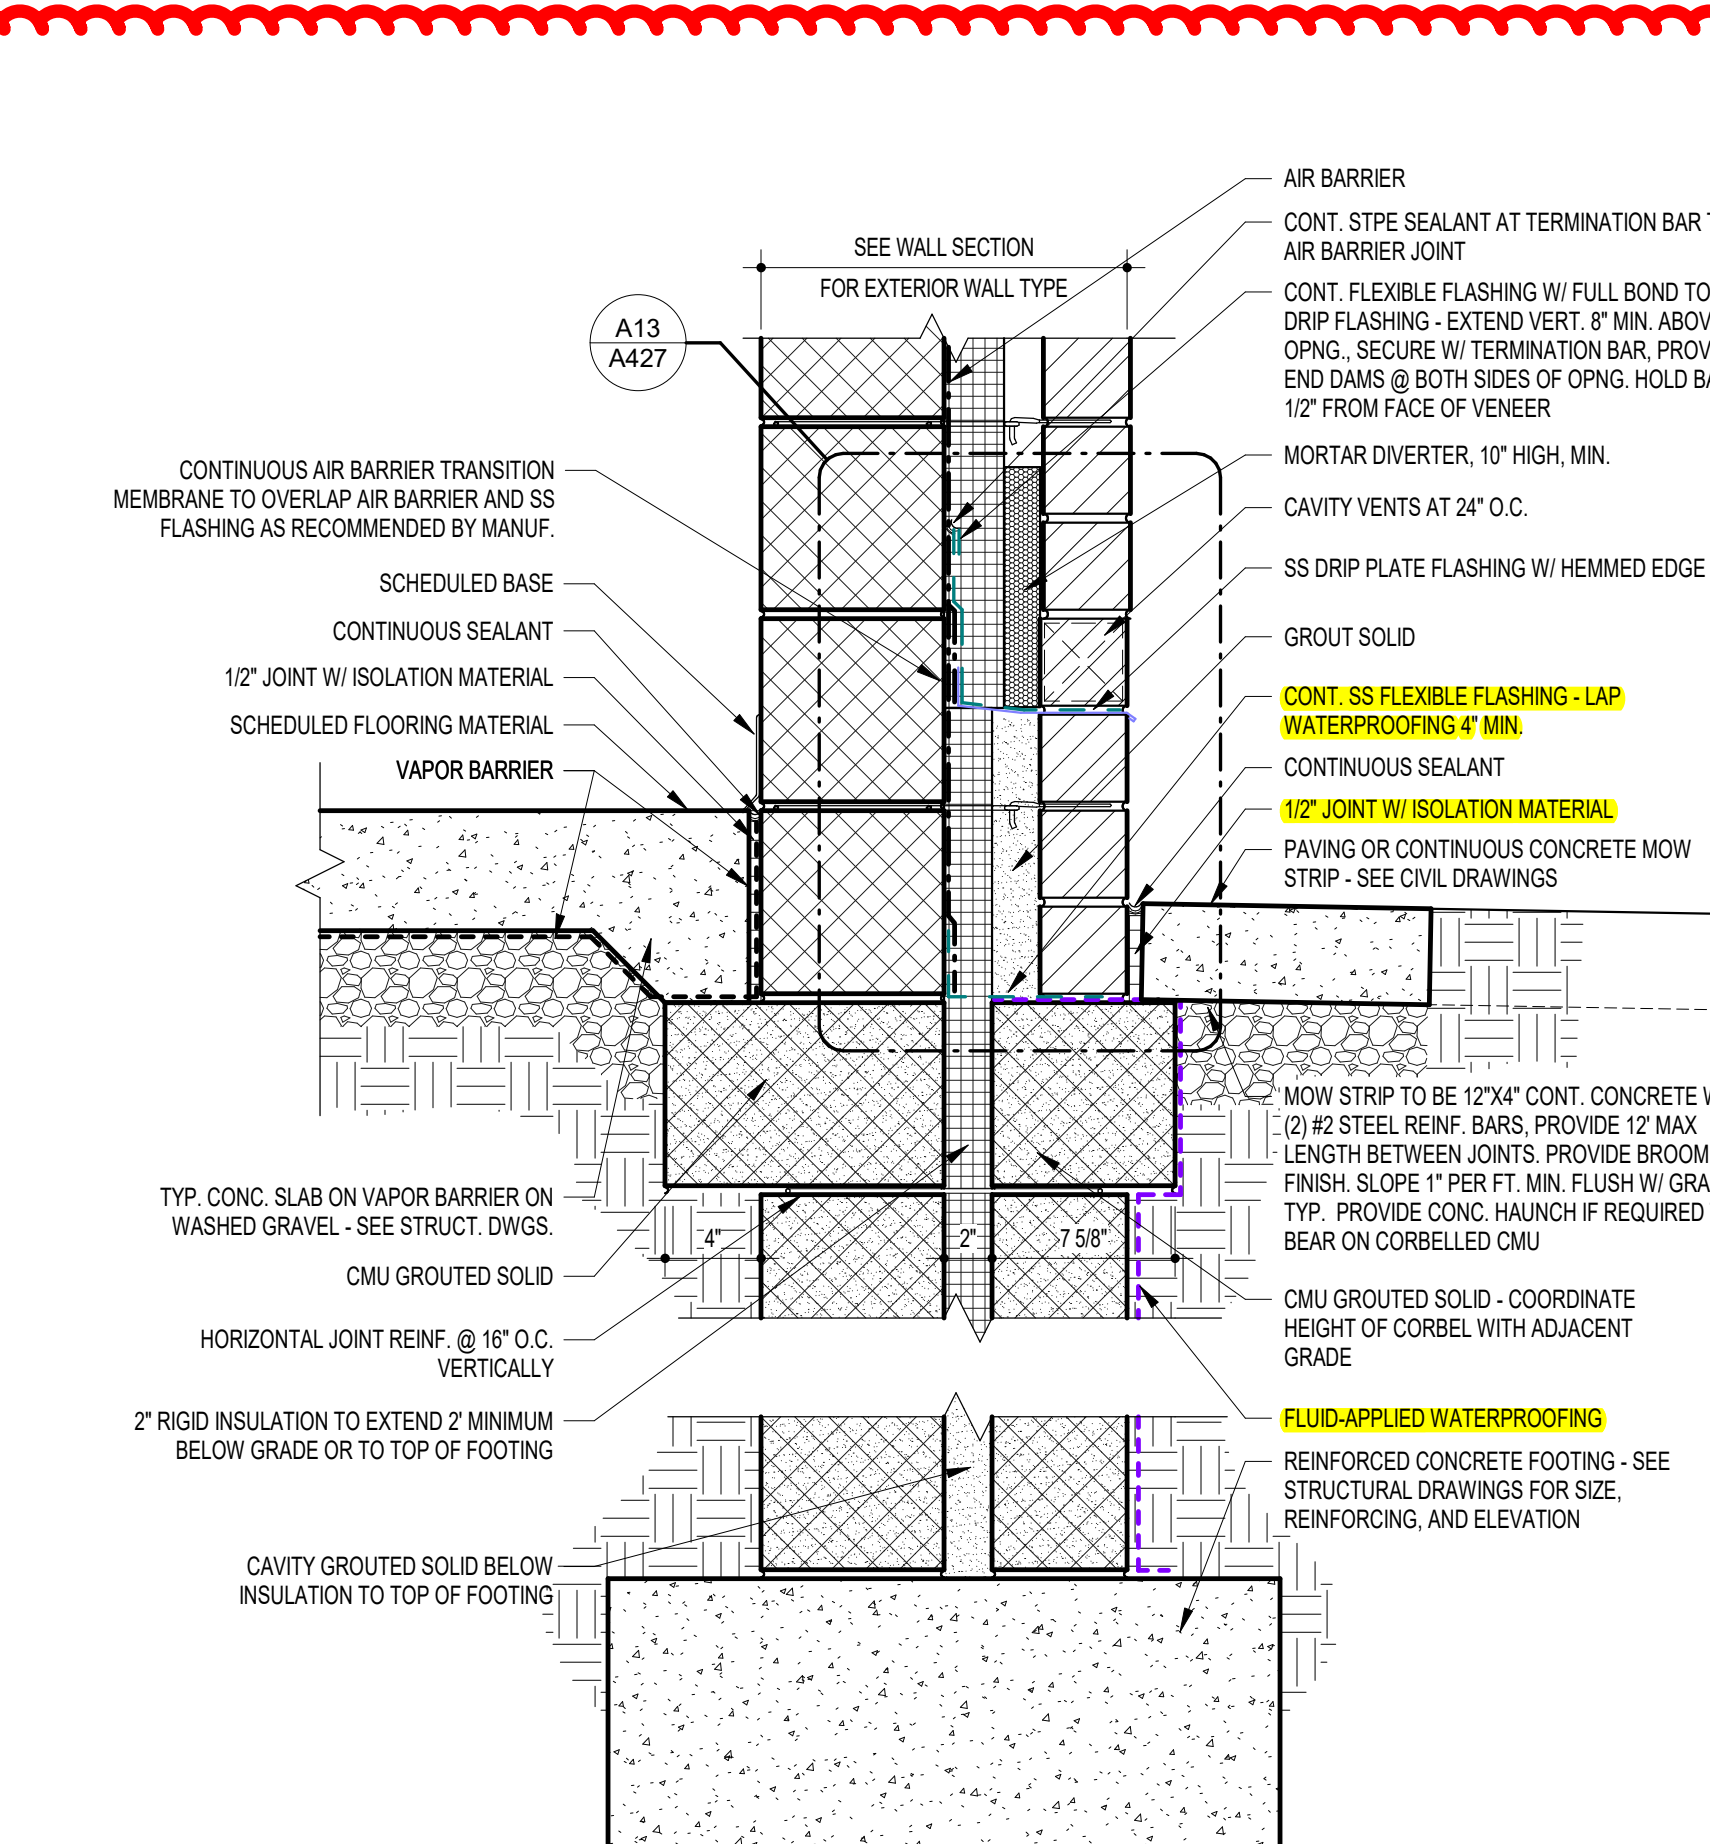 SEE WALL SECTION
FOR EXTERIOR WALL TYPE
A13
A427
CONTINUOUS AIR BARRIER TRANSITION
MEMBRANE TO OVERLAP AIR BARRIER AND SS
FLASHING AS RECOMMENDED BY MANUF.
SCHEDULED BASE
CONTINUOUS SEALANT
1/2" JOINT W/ ISOLATION MATERIAL
SCHEDULED FLOORING MATERIAL
VAPOR BARRIER
TYP. CONC. SLAB ON VAPOR BARRIER ON
WASHED GRAVEL - SEE STRUCT. DWGS.
CMU GROUTED SOLID
HORIZONTAL JOINT REINF. @ 16" O.C.
VERTICALLY
2" RIGID INSULATION TO EXTEND 2' MINIMUM
BELOW GRADE OR TO TOP OF FOOTING
CAVITY GROUTED SOLID BELOW
INSULATION TO TOP OF FOOTING
4"
2"
7 5/8"
AIR BARRIER
CONT. STPE SEALANT AT TERMINATION BAR
AIR BARRIER JOINT
CONT. FLEXIBLE FLASHING W/ FULL BOND TO
DRIP FLASHING - EXTEND VERT. 8" MIN. ABOV
OPNG., SECURE W/ TERMINATION BAR, PROV
END DAMS @ BOTH SIDES OF OPNG. HOLD BA
1/2" FROM FACE OF VENEER
MORTAR DIVERTER, 10" HIGH, MIN.
CAVITY VENTS AT 24" O.C.
SS DRIP PLATE FLASHING W/ HEMMED EDGE
GROUT SOLID
CONT. SS FLEXIBLE FLASHING - LAP
WATERPROOFING 4" MIN.
CONTINUOUS SEALANT
1/2" JOINT W/ ISOLATION MATERIAL
PAVING OR CONTINUOUS CONCRETE MOW
STRIP - SEE CIVIL DRAWINGS
MOW STRIP TO BE 12"X4" CONT. CONCRETE W
(2) #2 STEEL REINF. BARS, PROVIDE 12' MAX
LENGTH BETWEEN JOINTS. PROVIDE BROOM
FINISH. SLOPE 1" PER FT. MIN. FLUSH W/ GRA
TYP. PROVIDE CONC. HAUNCH IF REQUIRED
BEAR ON CORBELLED CMU
CMU GROUTED SOLID - COORDINATE
HEIGHT OF CORBEL WITH ADJACENT
GRADE
FLUID-APPLIED WATERPROOFING
REINFORCED CONCRETE FOOTING - SEE
STRUCTURAL DRAWINGS FOR SIZE,
REINFORCING, AND ELEVATION